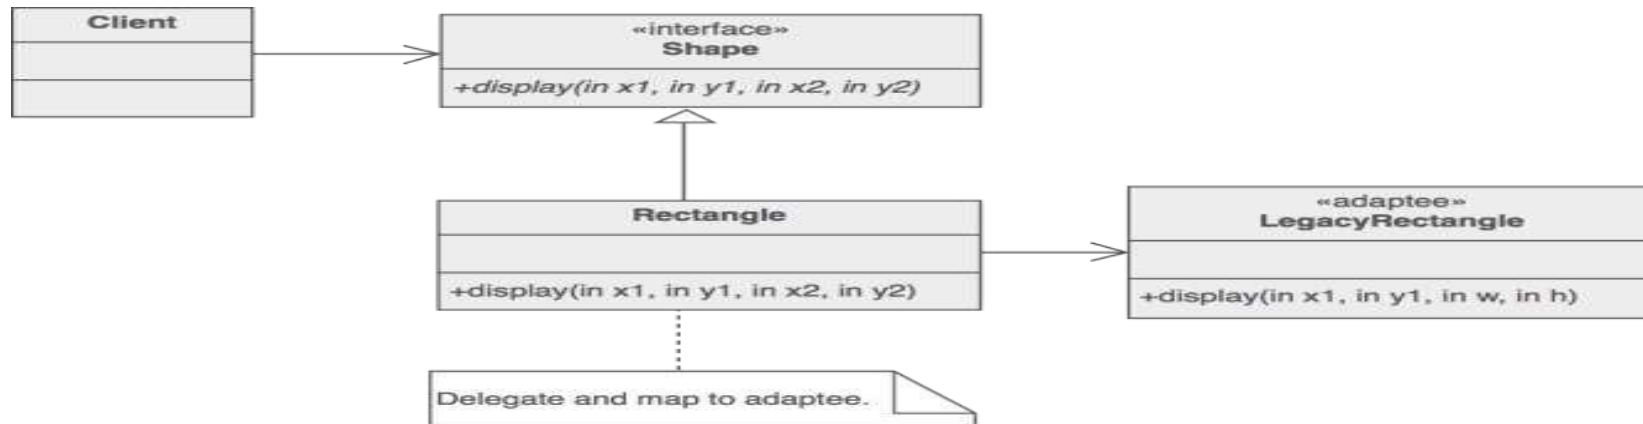 Client
«interface»
Shape
+display(in x1, in y1, in x2, in y2)
Rectangle
+display(in x1, in y1, in x2, in y2)
«adaptee»
LegacyRectangle
+display(in x1, in y1, in w, in h)
Delegate and map to adaptee.